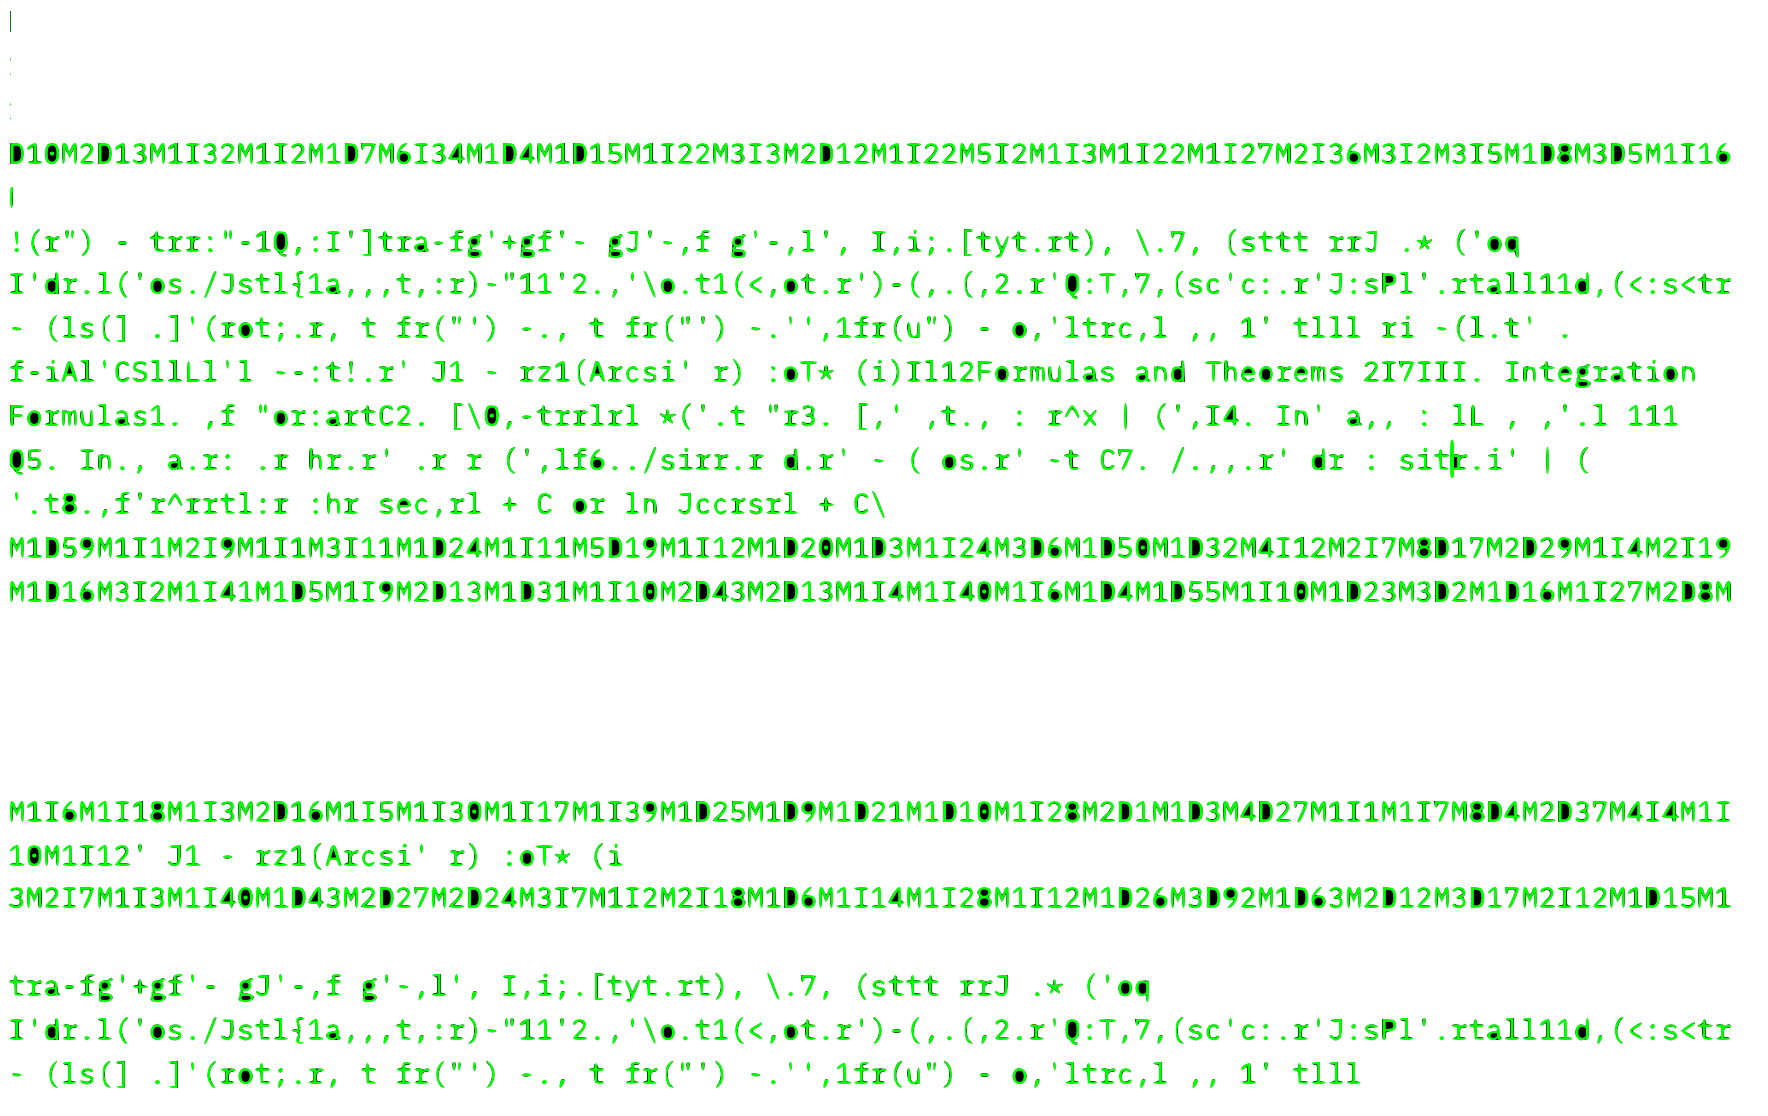 D10M2D13M1I32M1I2M1D7M6I34M1D4M1D15M1I22M3I3M2D12M1I22M5I2M1I3M1I22M1I27M2I36M3I2M3I5M1D8M3D5M1I16
!(r") - trr:"-1Q,:I']tra-fg'+gf'- gJ'-,f g'-,l', I,i;.[tyt.rt), \.7, (sttt rrJ .* ('oq
I'dr.l('os./Jstl{1a,,,t,:r)-"11'2.,'\o.t1(<,ot.r')-(,.(,2.r'Q:T,7,(sc'c:.r'J:sPl'.rtall11d,(<:s<tr
- (ls(] .]'(rot;.r, t fr("') -., t fr("') -.'',1fr(u") - o,'ltrc,l ,, 1' tlll ri -(l.t' .
f-iAl'CSllLl'l --:t!.r' J1 - rz1(Arcsi' r) :oT* (i)Il12Formulas and Theorems 2I7III. Integration
Formulas1. ,f "or:artC2. [\0,-trrlrl *('.t "r3. [,' ,t., : r^x | (',I4. In' a,, : lL , ,'.l 111
Q5. In., a.r: .r hr.r' .r r (',lf6../sirr.r d.r' - ( os.r' -t C7. /.,,.r' dr : sitr.i' | (
'.t8.,f'r^rrtl:r :hr sec,rl + C or ln Jccrsrl + C\
M1D59M1I1M2I9M1I1M3I11M1D24M1I11M5D19M1I12M1D20M1D3M1I24M3D6M1D50M1D32M4I12M2I7M8D17M2D29M1I4M2I19
M1D16M3I2M1I41M1D5M1I9M2D13M1D31M1I10M2D43M2D13M1I4M1I40M1I6M1D4M1D55M1I10M1D23M3D2M1D16M1I27M2D8M
M1I6M1I18M1I3M2D16M1I5M1I30M1I17M1I39M1D25M1D9M1D21M1D10M1I28M2D1M1D3M4D27M1I1M1I7M8D4M2D37M4I4M1I
10M1I12' J1 - rz1(Arcsi' r) :oT* (i
3M2I7M1I3M1I40M1D43M2D27M2D24M3I7M1I2M2I18M1D6M1I14M1I28M1I12M1D26M3D92M1D63M2D12M3D17M2I12M1D15M1
tra-fg'+gf'- gJ'-,f g'-,l', I,i;.[tyt.rt), \.7, (sttt rrJ .* ('oq
I'dr.l('os./Jstl{1a,,,t,:r)-"11'2.,'\o.t1(<,ot.r')-(,.(,2.r'Q:T,7,(sc'c:.r'J:sPl'.rtall11d,(<:s<tr
- (ls(] .]'(rot;.r, t fr("') -., t fr("') -.'',1fr(u") - o,'ltrc,l ,, 1' tlll